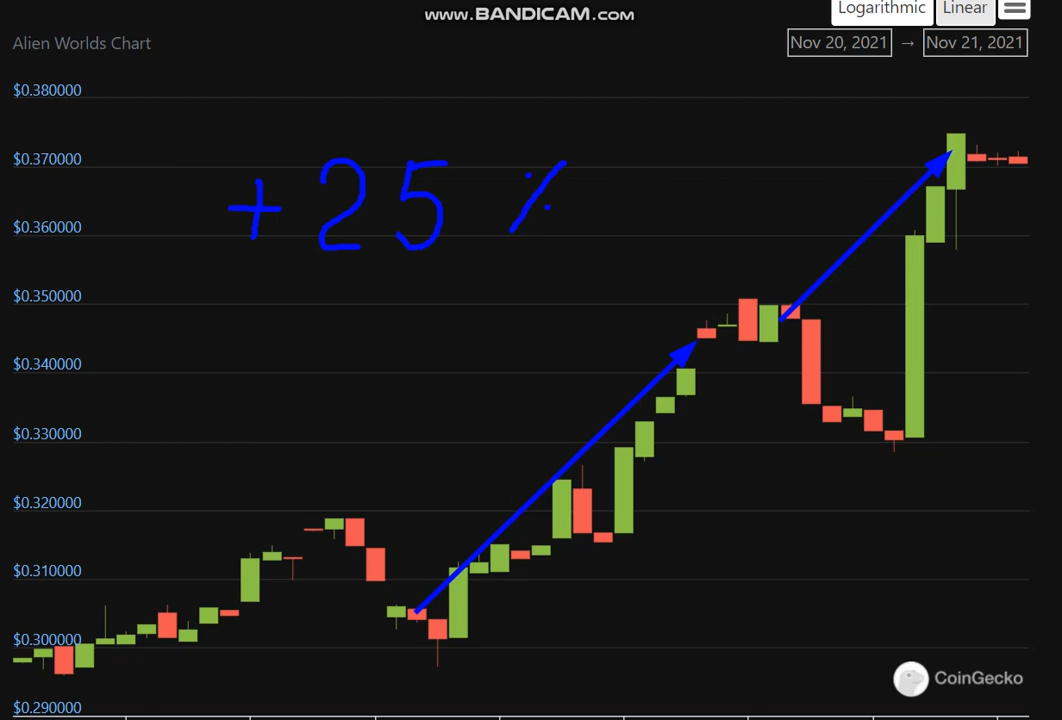 www.BANDICAM.com
Logarithmic Linear
Alien Worlds Chart
Nov 20, 2021 → Nov 21, 2021
$0.380000
$0.370000
+25%
$0.360000
$0.350000
$0.340000
$0.330000
$0.320000
$0.310000
$0.300000
$0.290000
CoinGecko